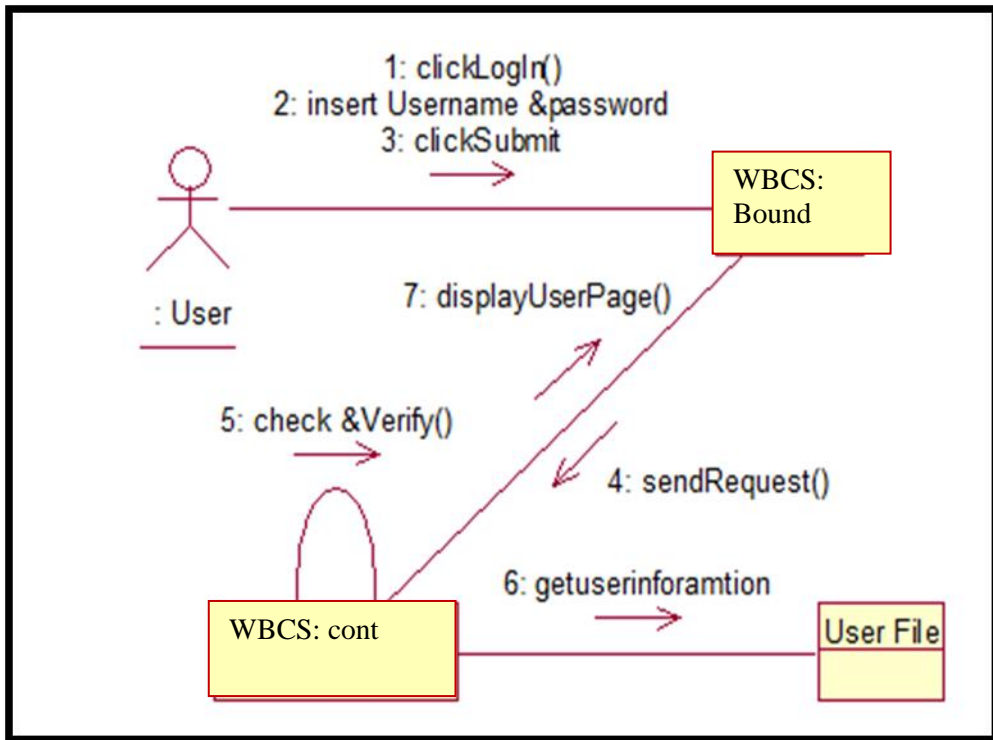 1: clickLogIn()
2: insert Username &password
3: clickSubmit
WBCS:
Bound
: User
7: displayUserPage()
5: check &Verify()
4: sendRequest()
6: getuserinforamtion
WBCS: cont
User File